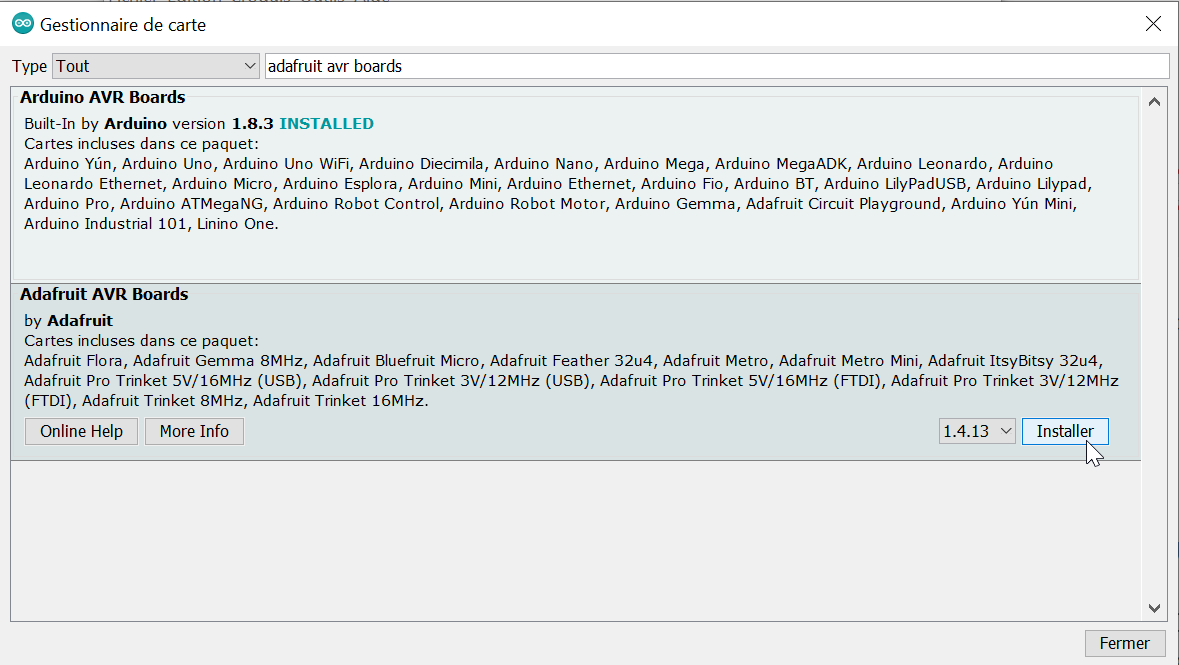 Gestionnaire de carte
Type Tout adafruit avr boards
Arduino AVR Boards
Built-In by Arduino version 1.8.3 INSTALLED
Cartes incluses dans ce paquet:
Arduino Yún, Arduino Uno, Arduino Uno WiFi, Arduino Diecimila, Arduino Nano, Arduino Mega, Arduino MegaADK, Arduino Leonardo, Arduino
Leonardo Ethernet, Arduino Micro, Arduino Esplora, Arduino Mini, Arduino Ethernet, Arduino Fio, Arduino BT, Arduino LilyPadUSB, Arduino Lilypad,
Arduino Pro, Arduino ATMegaNG, Arduino Robot Control, Arduino Robot Motor, Arduino Gemma, Adafruit Circuit Playground, Arduino Yún Mini,
Arduino Industrial 101, Linino One.
Adafruit AVR Boards
by Adafruit
Cartes incluses dans ce paquet:
Adafruit Flora, Adafruit Gemma 8MHz, Adafruit Bluefruit Micro, Adafruit Feather 32u4, Adafruit Metro, Adafruit Metro Mini, Adafruit ItsyBitsy 32u4,
Adafruit Pro Trinket 5V/16MHz (USB), Adafruit Pro Trinket 3V/12MHz (USB), Adafruit Pro Trinket 5V/16MHz (FTDI), Adafruit Pro Trinket 3V/12MHz
(FTDI), Adafruit Trinket 8MHz, Adafruit Trinket 16MHz.
Online Help More Info 1.4.13 Installer
Fermer